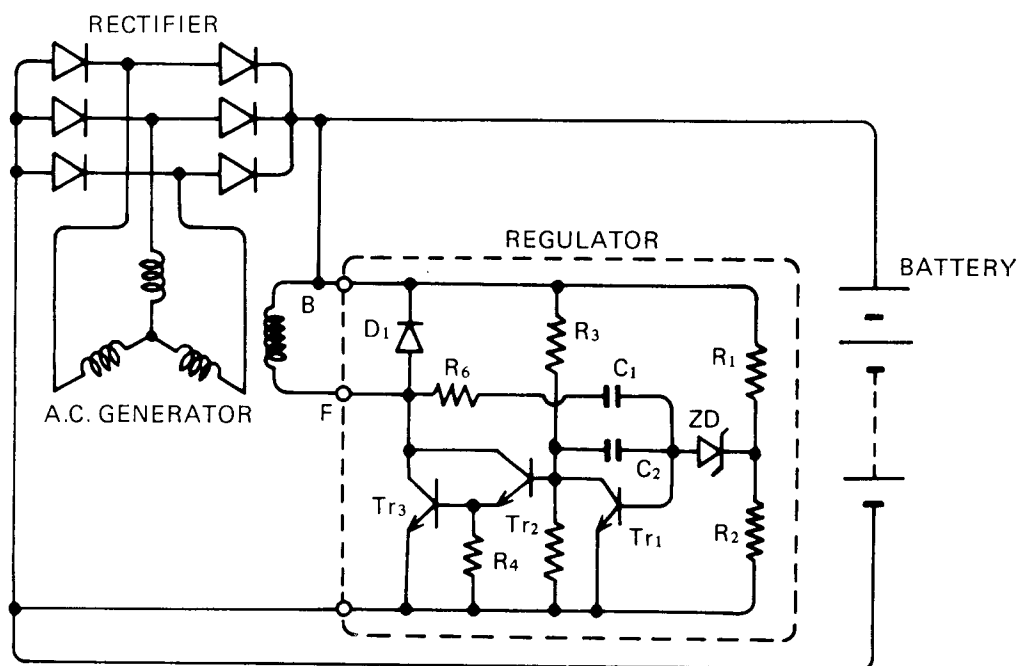 RECTIFIER
REGULATOR
BATTERY
B
D1
R3
R1
R6
C1
A.C. GENERATOR
F
ZD
C2
Tr3
Tr2
Tr1
R2
R4